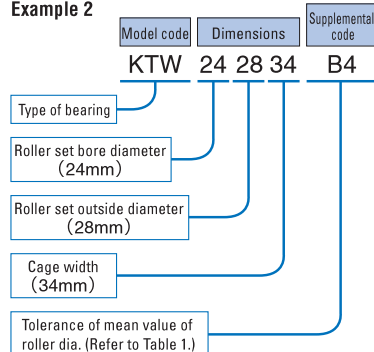 Example 2
Model code
Dimensions
Supplemental
code
KTW 24 28 34 B4
Type of bearing
Roller set bore diameter
(24mm)
Roller set outside diameter
(28mm)
Cage width
(34mm)
Tolerance of mean value of
roller dia. (Refer to Table 1.)